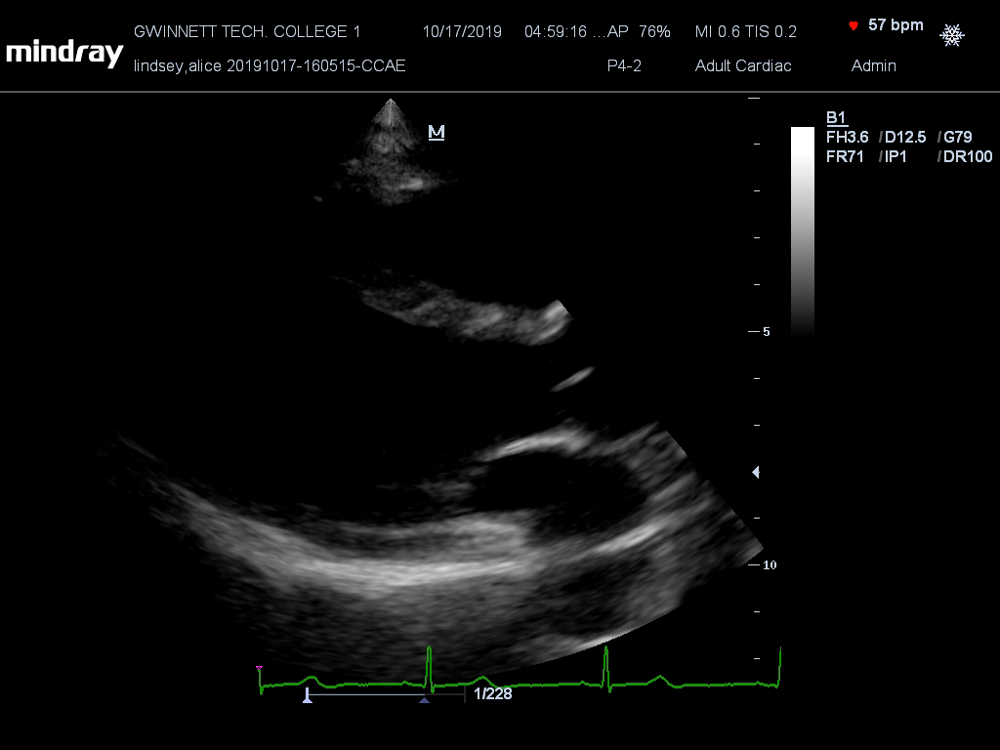 mindray
GWINNETT TECH. COLLEGE 1 10/17/2019 04:59:16 ...AP 76% MI 0.6 TIS 0.2 57 bpm
lindsey,alice 20191017-160515-CCAE P4-2 Adult Cardiac Admin
M
B1
FH3.6 /D12.5 /G79
FR71 /IP1 /DR100
5
10
1/228